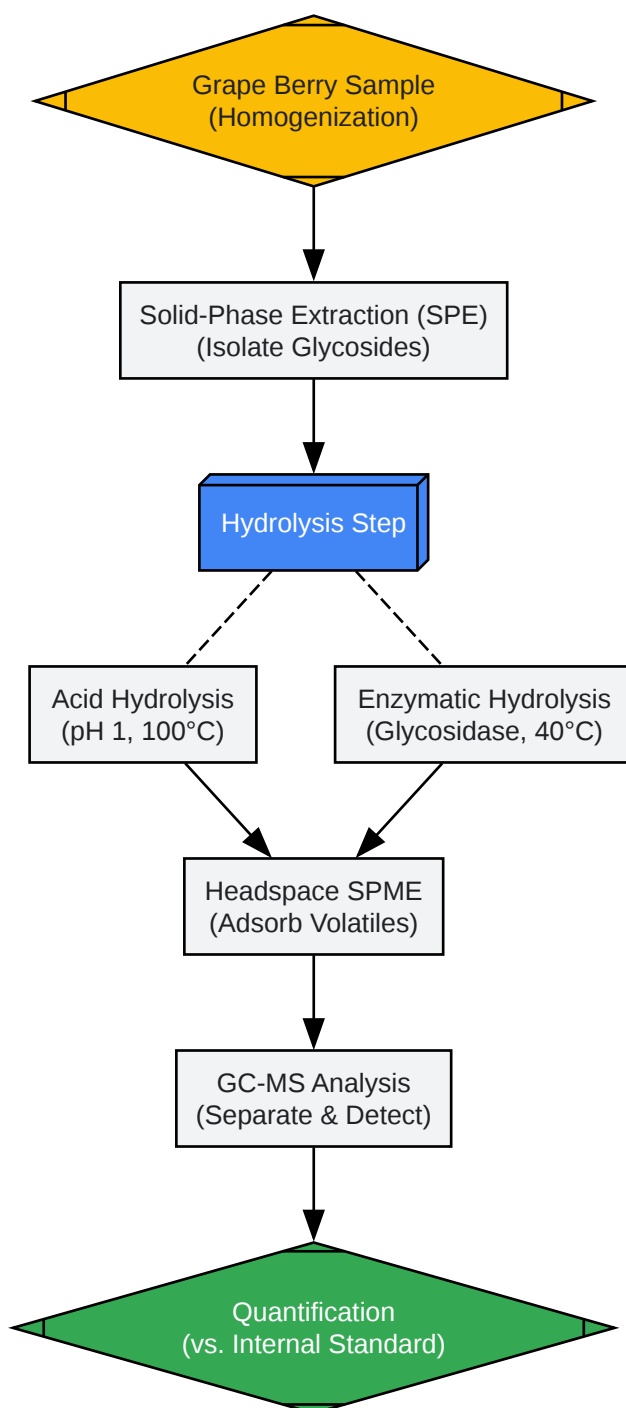 Grape Berry Sample
(Homogenization)
Solid-Phase Extraction (SPE)
(Isolate Glycosides)
Hydrolysis Step
Acid Hydrolysis
(pH 1, 100°C)
Enzymatic Hydrolysis
(Glycosidase, 40°C)
Headspace SPME
(Adsorb Volatiles)
GC-MS Analysis
(Separate & Detect)
Quantification
(vs. Internal Standard)